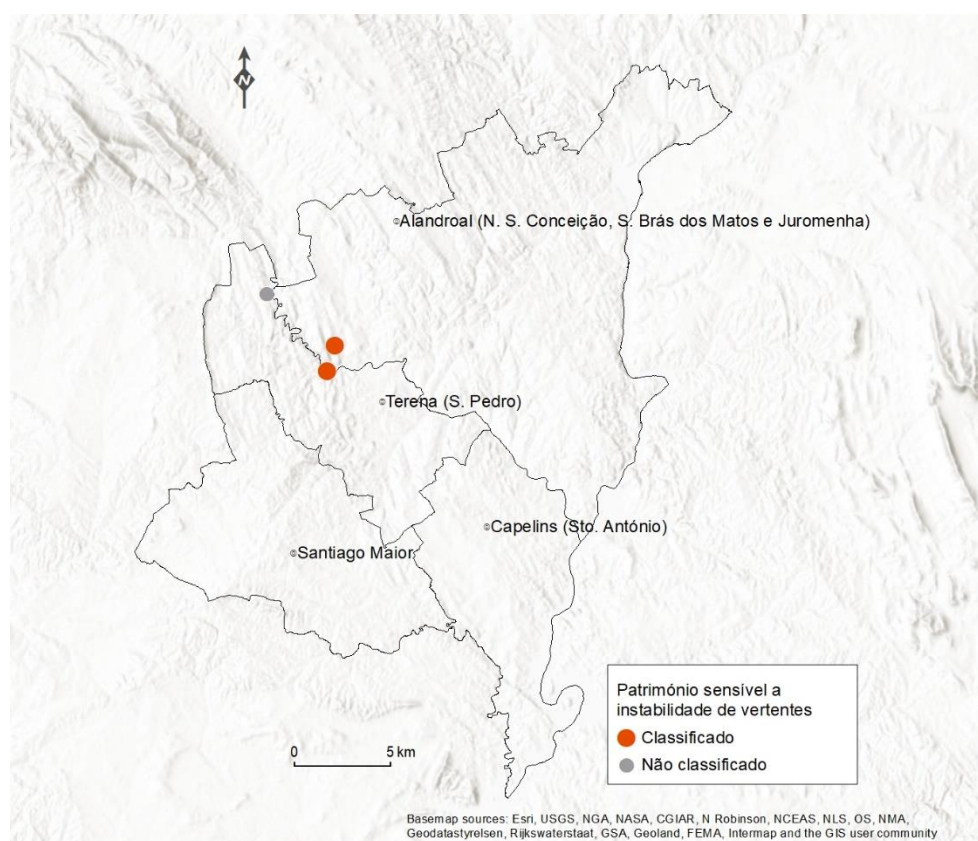 N
Alandroal (N. S. Conceição, S. Brás dos Matos e Juromenha)
Terena (S. Pedro)
Capelins (Sto. António)
Santiago Maior
Património sensível a
instabilidade de vertentes
Classificado
Não classificado
0 5 km
Basemap sources: Esri, USGS, NGA, NASA, CGIAR, N Robinson, NCEAS, NLS, OS, NMA,
Geodatastyrelsen, Rijkswaterstaat, GSA, Geoland, FEMA, Intermap and the GIS user community